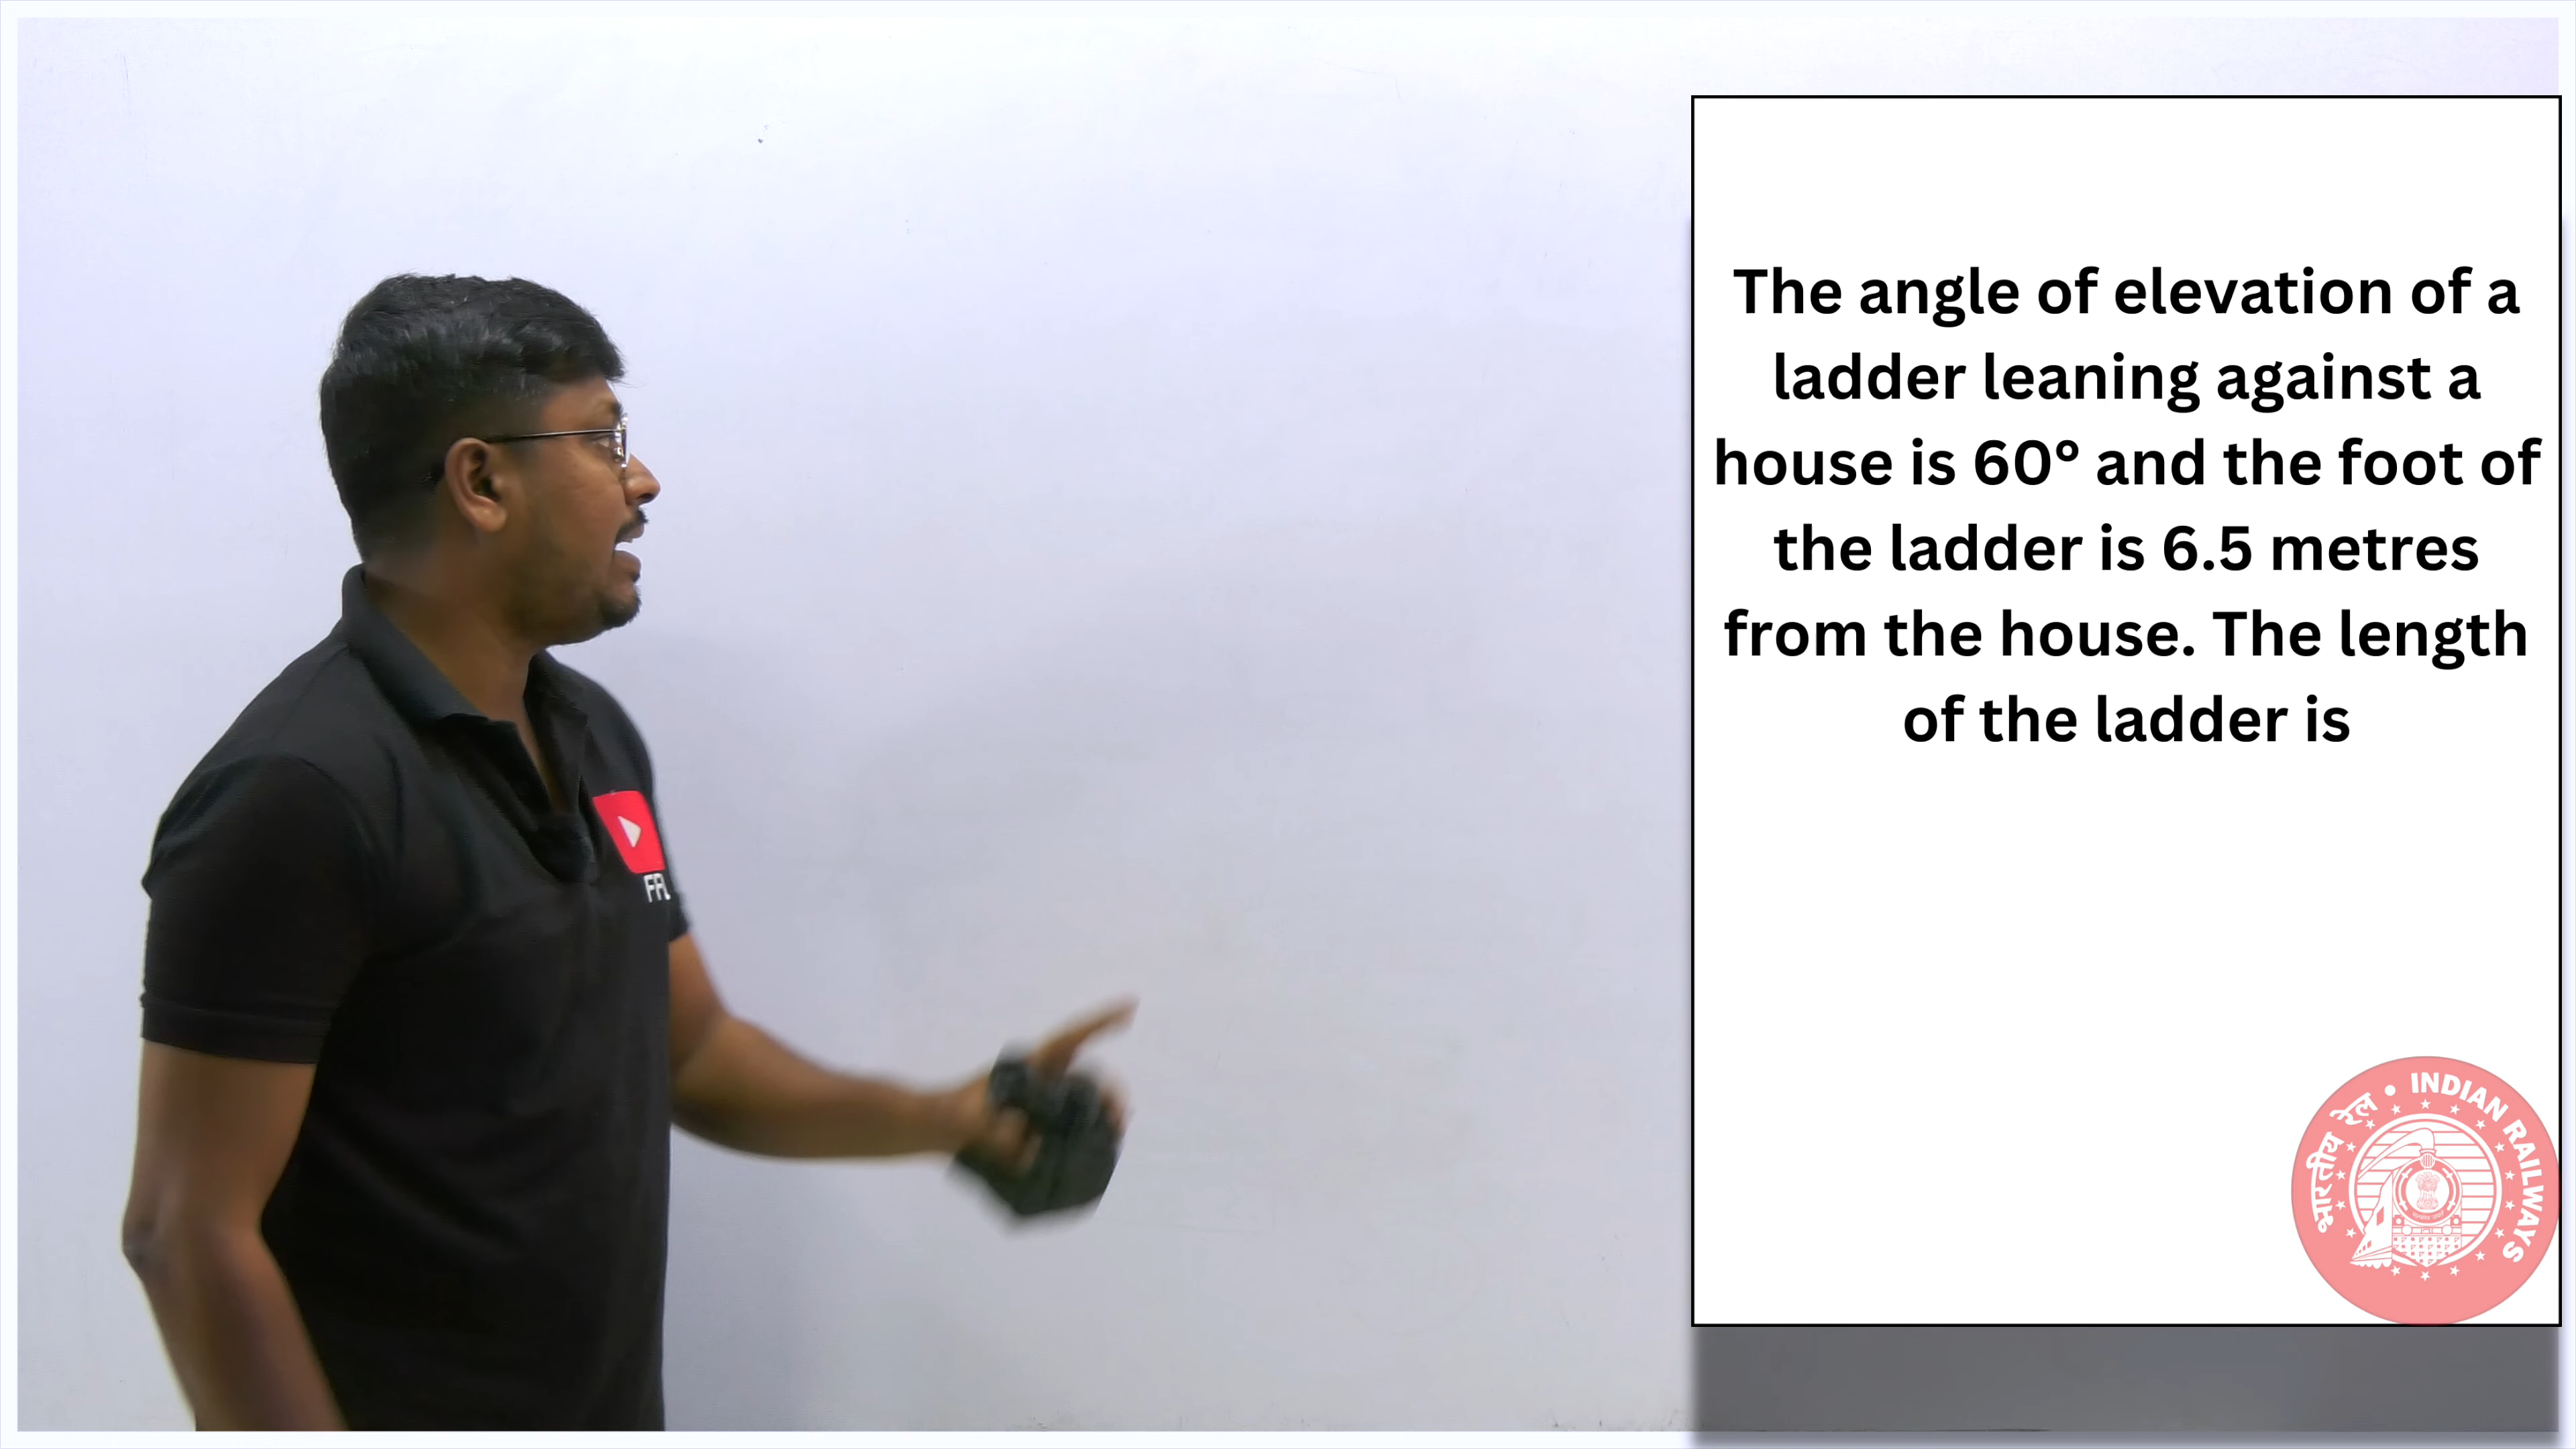 The angle of elevation of a
ladder leaning against a
house is 60° and the foot of
the ladder is 6.5 metres
from the house. The length
of the ladder is
FFL
भारतीय रेल • INDIAN RAILWAYS